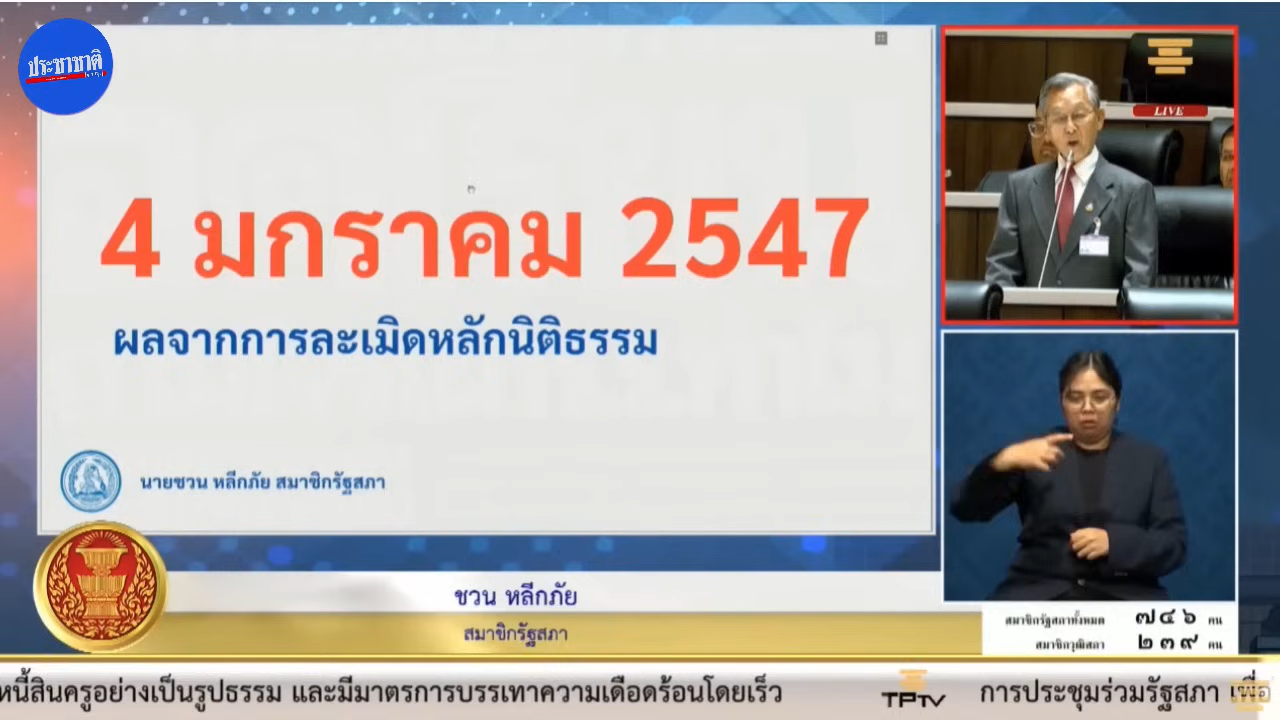 ประชาชาติ
4 มกราคม 2547
ผลจากการละเมิดหลักนิติธรรม
นายชวน หลีกภัย สมาชิกรัฐสภา
LIVE
ชวน หลีกภัย
สมาชิกรัฐสภา
สมาชิกรัฐสภาทั้งหมด ๗๔๖ คน
สมาชิกวุฒิสภา ๒๓๙ คน
หนี้สินครูอย่างเป็นรูปธรรม และมีมาตรการบรรเทาความเดือดร้อนโดยเร็ว TPTV การประชุมร่วมรัฐสภา เพื่อ